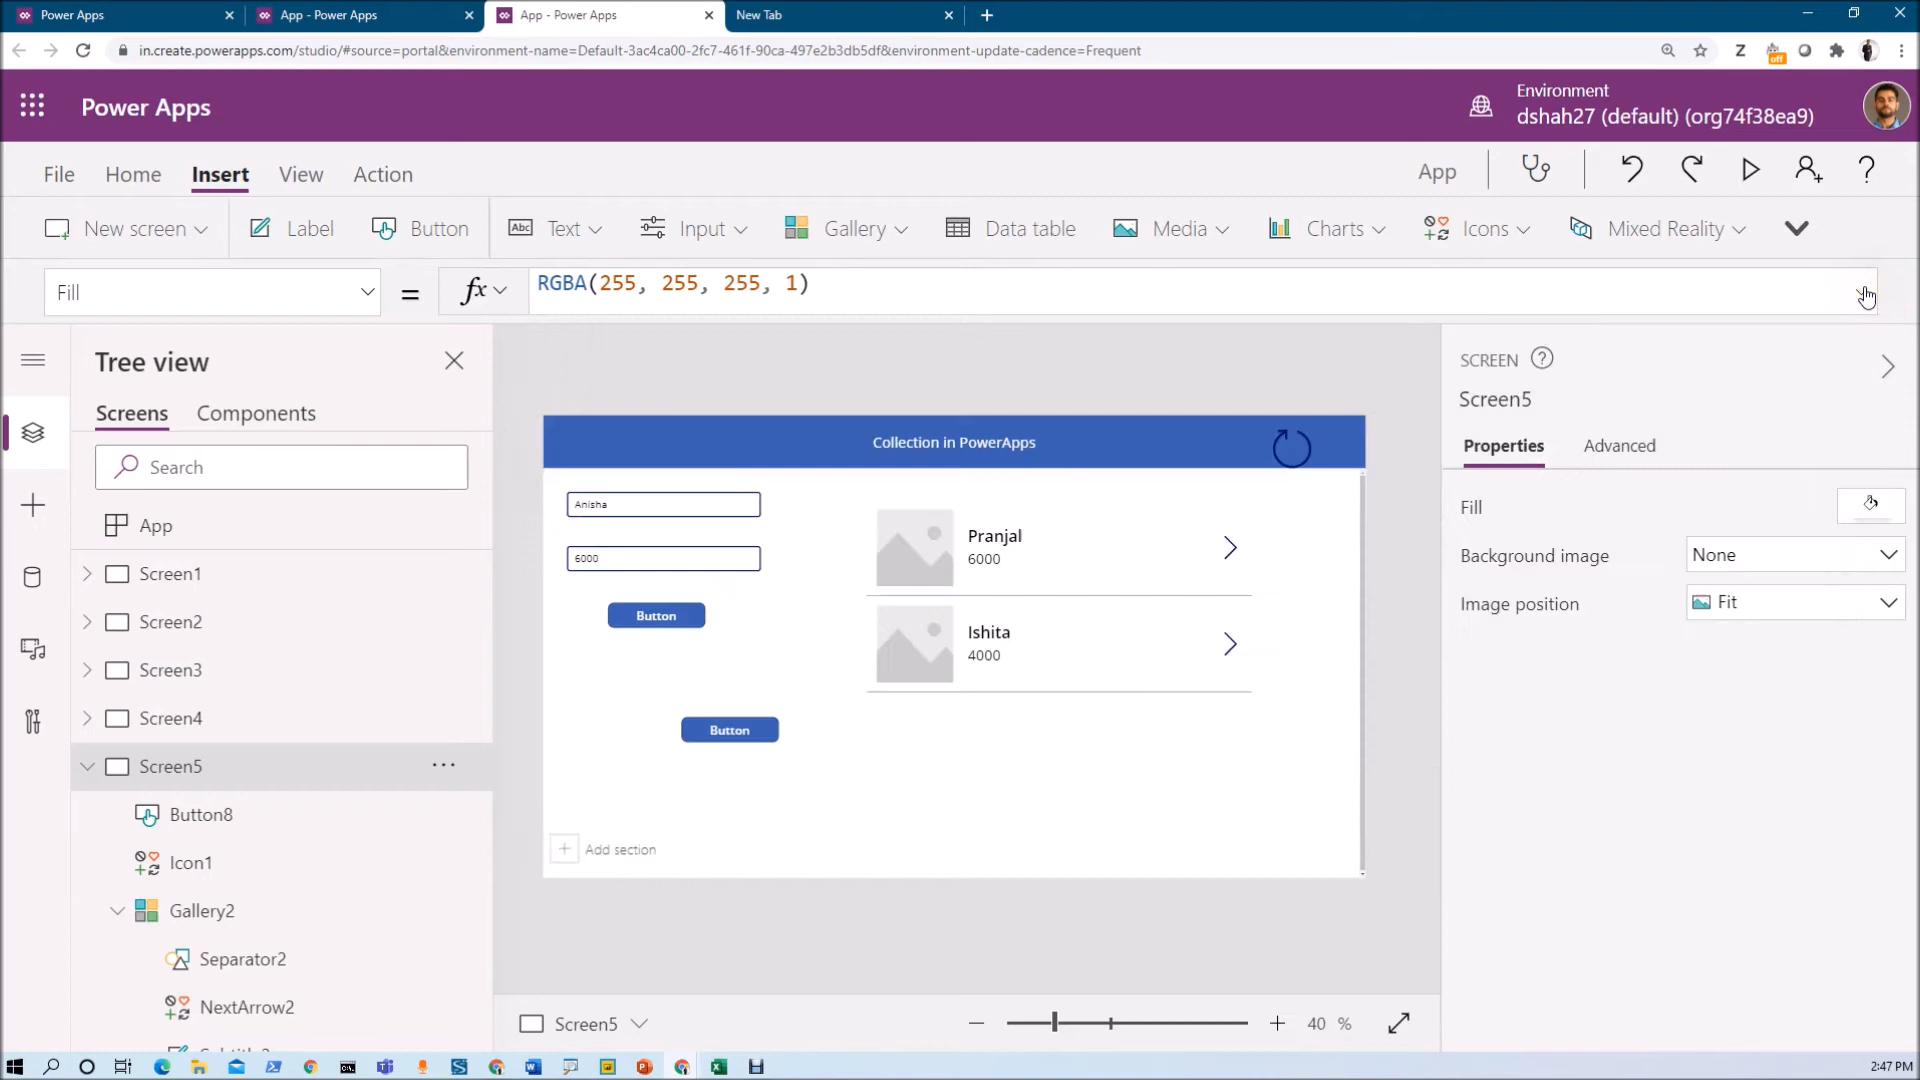 Power Apps
App - Power Apps
App - Power Apps
New Tab
in.create.powerapps.com/studio/#source=portal&environment-name=Default-3ac4ca00-2fc7-461f-90ca-497e2b3db5df&environment-update-cadence=Frequent
Z
off
Power Apps
Environment
dshah27 (default) (org74f38ea9)
File Home Insert View Action
App
New screen
Label
Button
Abc Text
Input
Gallery
Data table
Media
Charts
Icons
Mixed Reality
Fill
=
fx
RGBA(255, 255, 255, 1)
Tree view
Screens Components
Search
App
Screen1
Screen2
Screen3
Screen4
Screen5
Button8
Icon1
Gallery2
Separator2
NextArrow2
Collection in PowerApps
Anisha
6000
Button
Button
Pranjal
6000
Ishita
4000
Add section
Screen5
40 %
SCREEN
Screen5
Properties Advanced
Fill
Background image
None
Image position
Fit
2:47 PM